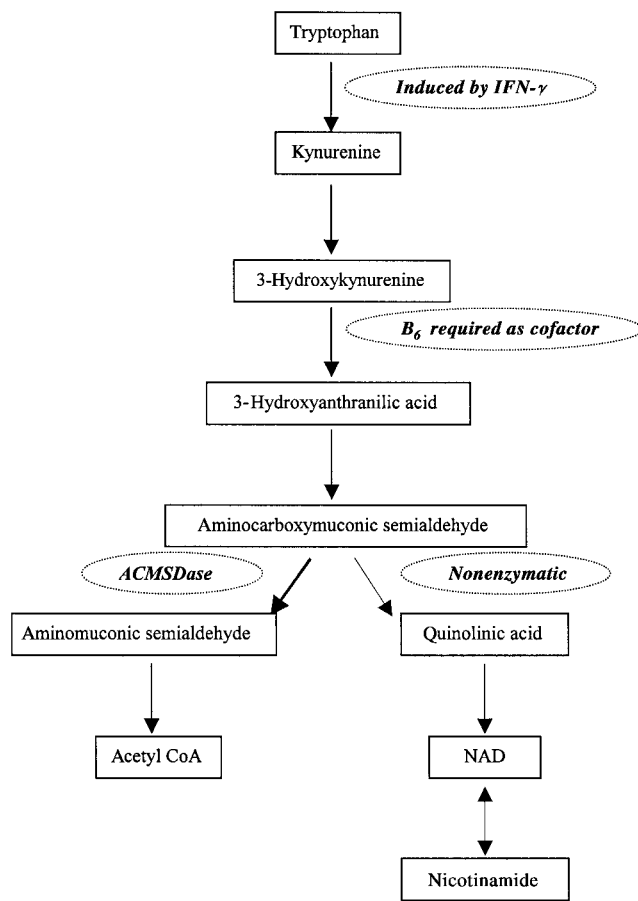 Tryptophan
Induced by IFN-γ
Kynurenine
3-Hydroxykynurenine
B6 required as cofactor
3-Hydroxyanthranilic acid
Aminocarboxymuconic semialdehyde
ACMSDase
Nonenzymatic
Aminomuconic semialdehyde
Quinolinic acid
Acetyl CoA
NAD
Nicotinamide